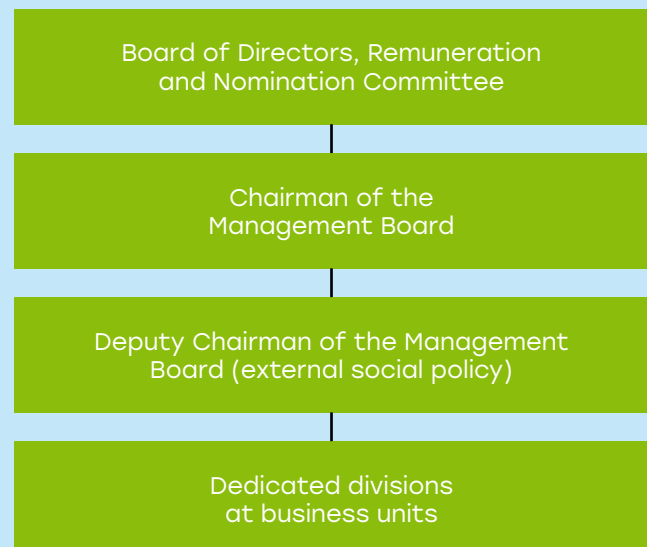 Board of Directors, Remuneration
and Nomination Committee
Chairman of the
Management Board
Deputy Chairman of the Management
Board (external social policy)
Dedicated divisions
at business units